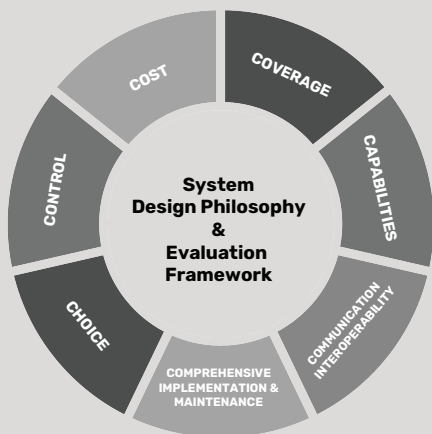 System
Design Philosophy
&
Evaluation
Framework
COVERAGE
CAPABILITIES
COMMUNICATION
INTEROPERABILITY
COMPREHENSIVE
IMPLEMENTATION &
MAINTENANCE
CHOICE
CONTROL
COST